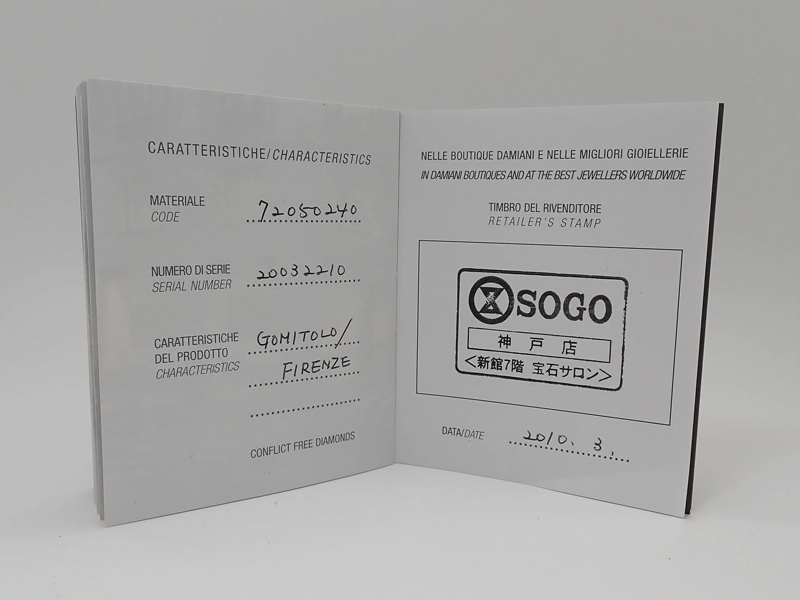 CARATTERISTICHE/CHARACTERISTICS
MATERIALE
CODE
72050240
NUMERO DI SERIE
SERIAL NUMBER
20032210
CARATTERISTICHE
DEL PRODOTTO
CHARACTERISTICS
GOMITOLO/
FIRENZE
CONFLICT FREE DIAMONDS
NELLE BOUTIQUE DAMIANI E NELLE MIGLIORI GIOIELLERIE
IN DAMIANI BOUTIQUES AND AT THE BEST JEWELLERS WORLDWIDE
TIMBRO DEL RIVENDITORE
RETAILER'S STAMP
SOGO
神戸店
<新館7階 宝石サロン>
DATA/DATE
2010. 3.